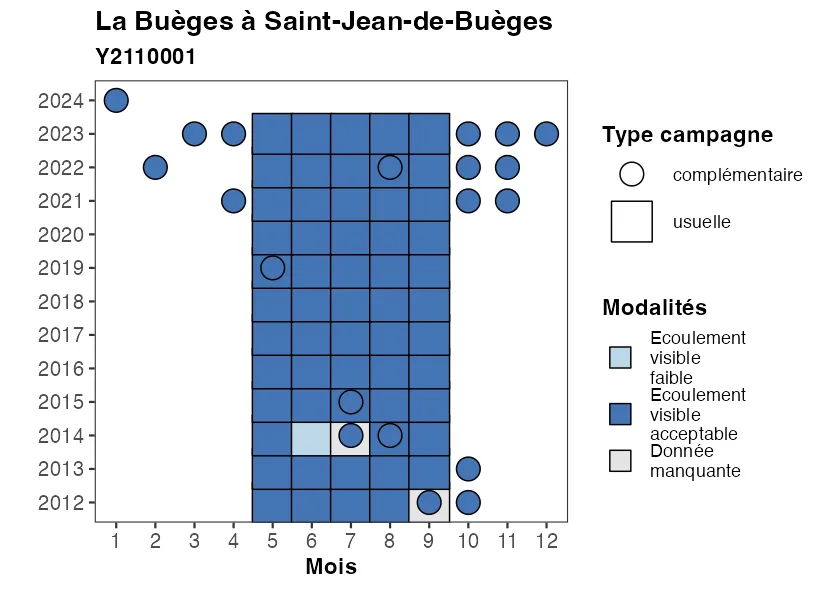 La Buèges à Saint-Jean-de-Buèges
Y2110001
2024
2023
2022
2021
2020
2019
2018
2017
2016
2015
2014
2013
2012
1 2 3 4 5 6 7 8 9 10 11 12
Mois
Type campagne
complémentaire
usuelle
Modalités
Ecoulement
visible
faible
Ecoulement
visible
acceptable
Donnée
manquante